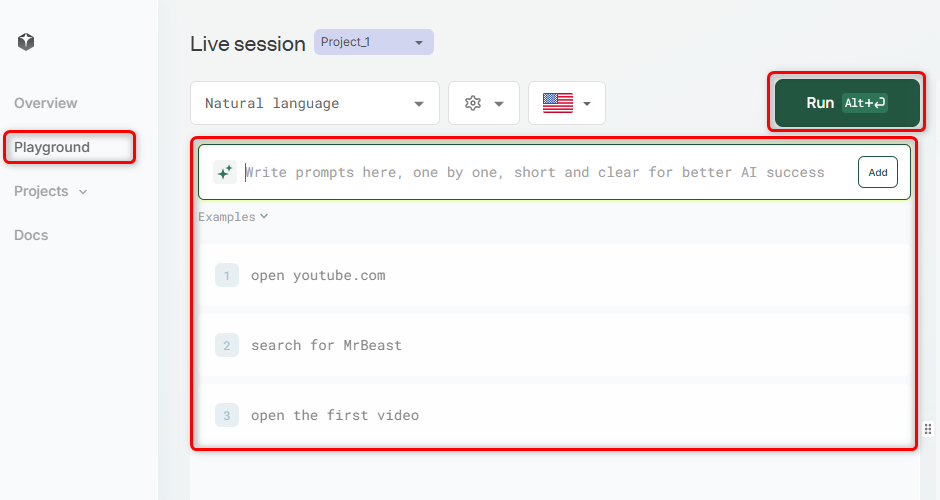 Live session
Project_1
Overview
Playground
Projects
Docs
Natural language
Run Alt+
Write prompts here, one by one, short and clear for better AI success
Add
Examples
1 open youtube.com
2 search for MrBeast
3 open the first video